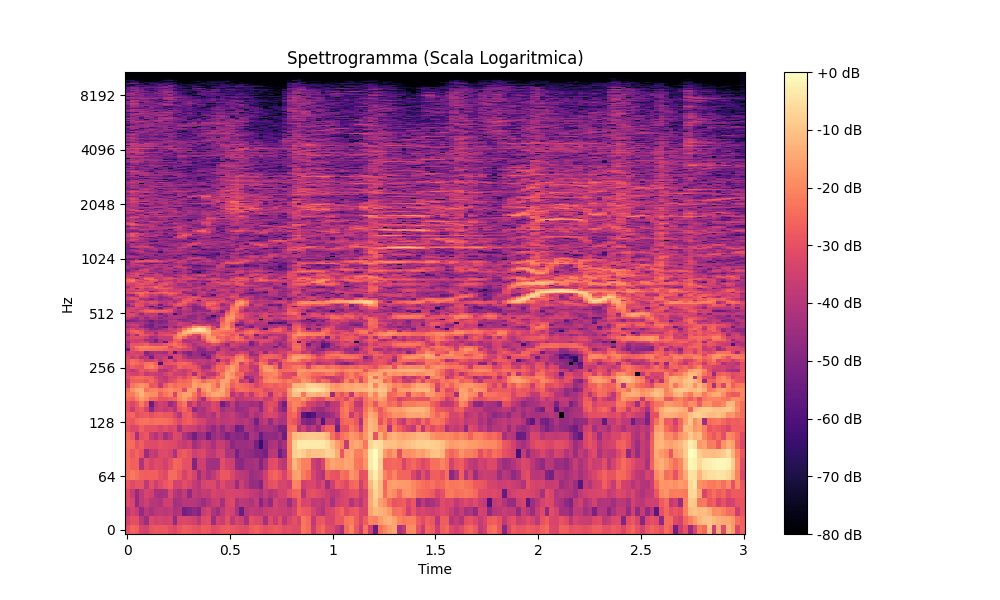 Spettrogramma (Scala Logaritmica)
Hz
8192
4096
2048
1024
512
256
128
64
0
0 0.5 1 1.5 2 2.5 3
Time
+0 dB
-10 dB
-20 dB
-30 dB
-40 dB
-50 dB
-60 dB
-70 dB
-80 dB